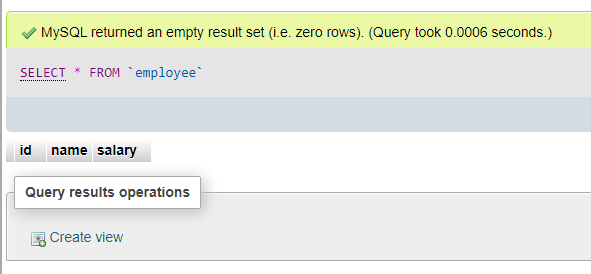 MySQL returned an empty result set (i.e. zero rows). (Query took 0.0006 seconds.)
SELECT * FROM `employee`
id name salary
Query results operations
Create view